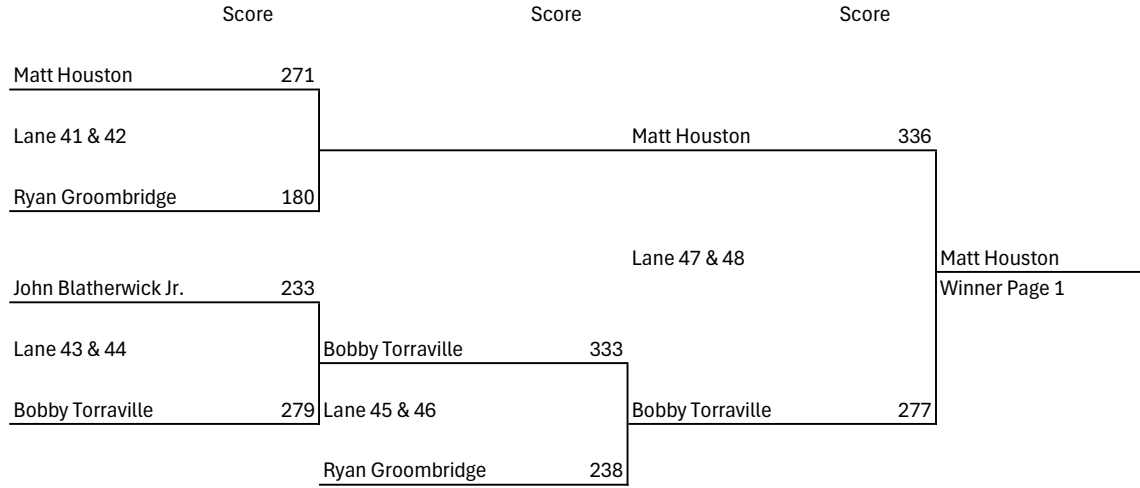 Score Score Score
Matt Houston 271
Lane 41 & 42 Matt Houston 336
Ryan Groombridge 180
Lane 47 & 48 Matt Houston
John Blatherwick Jr. 233 Winner Page 1
Lane 43 & 44 Bobby Torraville 333
Bobby Torraville 279 Lane 45 & 46 Bobby Torraville 277
Ryan Groombridge 238